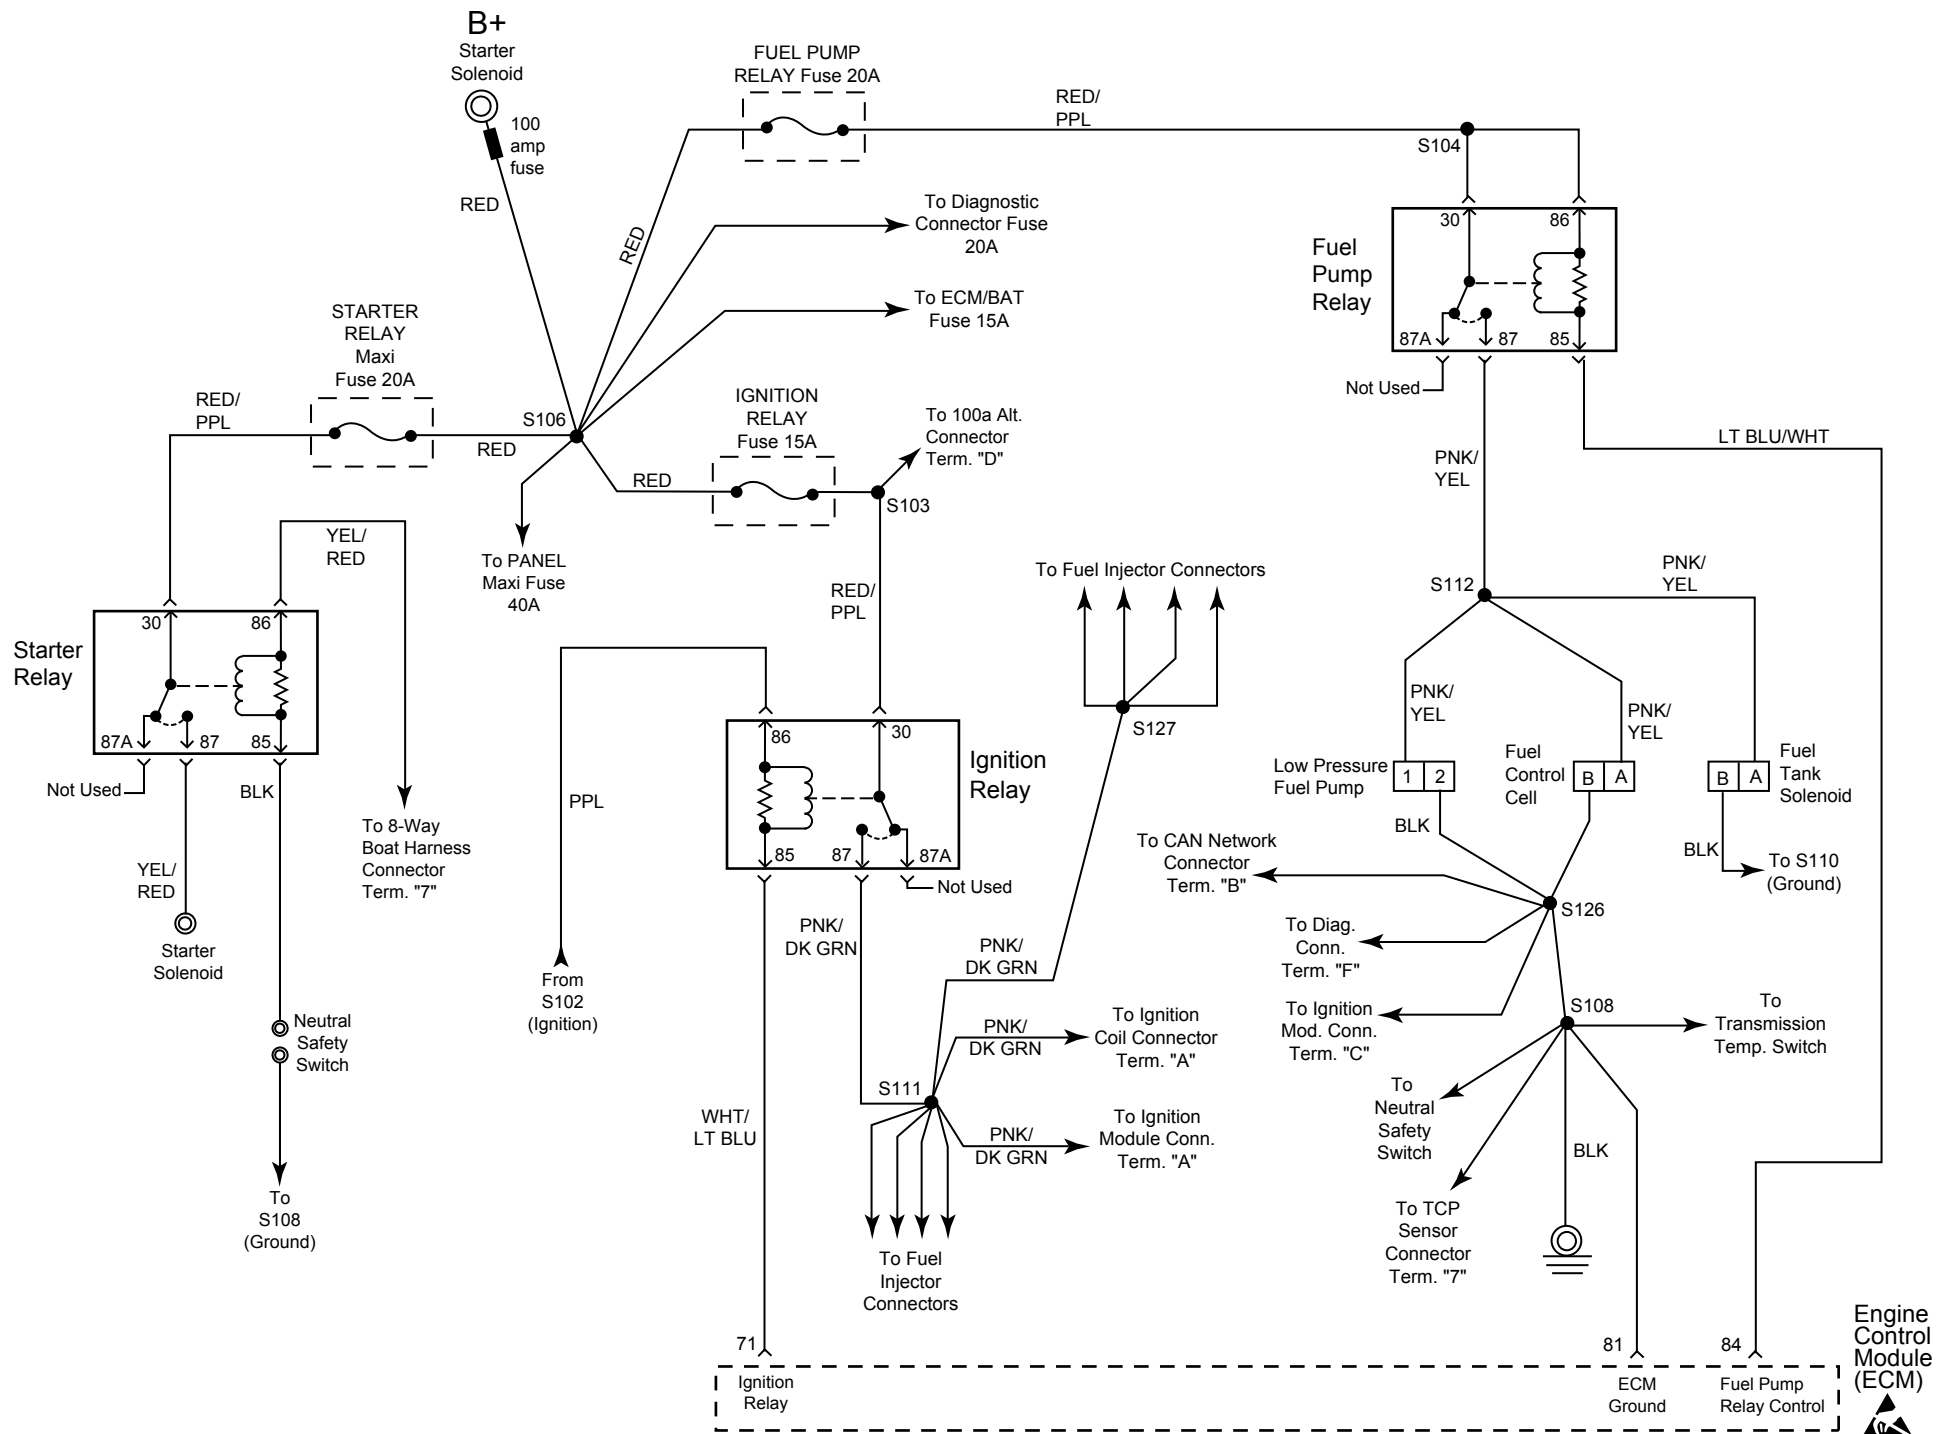 B+
Starter
Solenoid
100
amp
fuse
RED
FUEL PUMP
RELAY Fuse 20A
RED/
PPL
S104
RED
To Diagnostic
Connector Fuse
20A
To ECM/BAT
Fuse 15A
Fuel
Pump
Relay
30
86
87A
87
85
Not Used
STARTER
RELAY
Maxi
Fuse 20A
RED/
PPL
RED
S106
IGNITION
RELAY
Fuse 15A
RED
To 100a Alt.
Connector
Term. "D"
S103
LT BLU/WHT
PNK/
YEL
YEL/
RED
To PANEL
Maxi Fuse
40A
RED/
PPL
To Fuel Injector Connectors
S127
S112
PNK/
YEL
Starter
Relay
30
86
87A
87
85
Not Used
BLK
YEL/
RED
Starter
Solenoid
To 8-Way
Boat Harness
Connector
Term. "7"
Neutral
Safety
Switch
To
S108
(Ground)
PPL
From
S102
(Ignition)
86
30
85
87
87A
Ignition
Relay
Not Used
PNK/
DK GRN
PNK/
DK GRN
PNK/
YEL
PNK/
YEL
Low Pressure
Fuel Pump
1
2
Fuel
Control
Cell
B
A
B
A
Fuel
Tank
Solenoid
BLK
BLK
To S110
(Ground)
To CAN Network
Connector
Term. "B"
S126
To Diag.
Conn.
Term. "F"
To Ignition
Mod. Conn.
Term. "C"
S108
To
Transmission
Temp. Switch
To
Neutral
Safety
Switch
To TCP
Sensor
Connector
Term. "7"
BLK
PNK/
DK GRN
To Ignition
Coil Connector
Term. "A"
S111
PNK/
DK GRN
To Ignition
Module Conn.
Term. "A"
WHT/
LT BLU
To Fuel
Injector
Connectors
71
81
84
Ignition
Relay
ECM
Ground
Fuel Pump
Relay Control
Engine
Control
Module
(ECM)